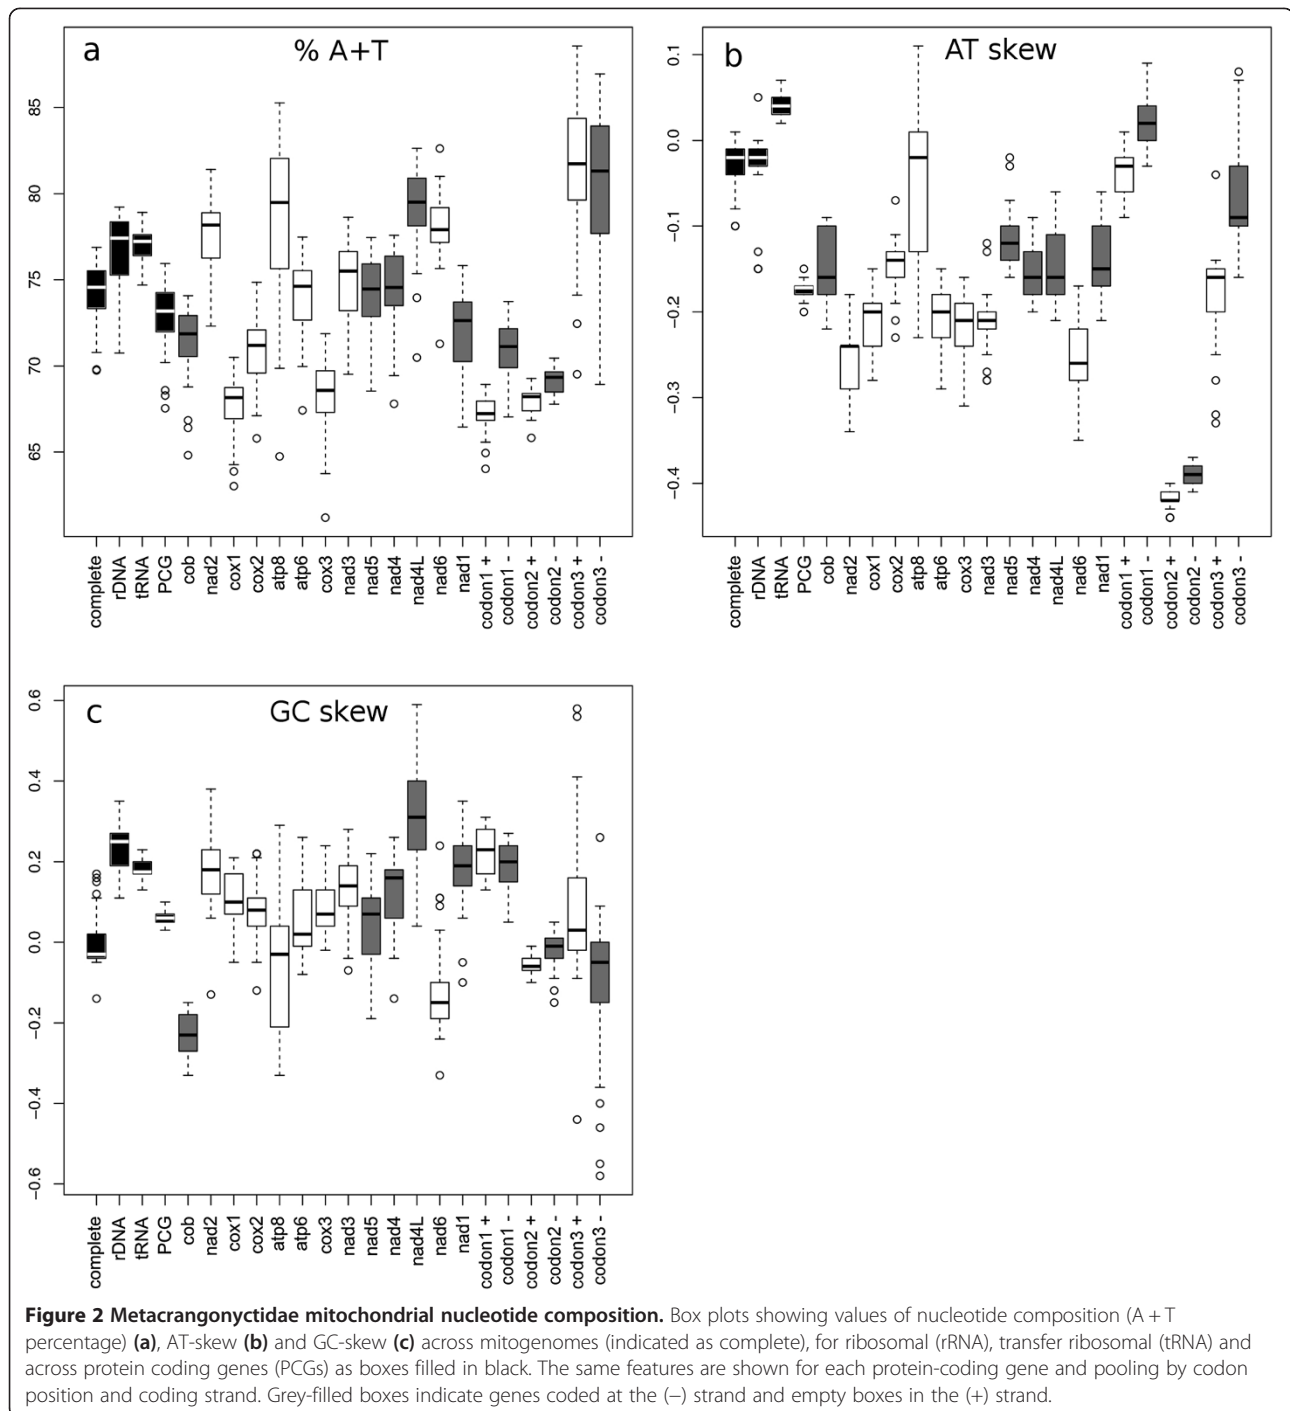 a
% A+T
85
80
75
70
65
complete
rDNA
tRNA
PCG
cob
nad2
cox1
cox2
atp8
atp6
cox3
nad3
nad5
nad4
nad4L
nad6
nad1
codon1 +
codon1 -
codon2 +
codon2 -
codon3 +
codon3 -
b
AT skew
0.1
0.0
−0.1
−0.2
−0.3
−0.4
complete
rDNA
tRNA
PCG
cob
nad2
cox1
cox2
atp8
atp6
cox3
nad3
nad5
nad4
nad4L
nad6
nad1
codon1 +
codon1 -
codon2 +
codon2 -
codon3 +
codon3 -
c
GC skew
0.6
0.4
0.2
0.0
−0.2
−0.4
−0.6
complete
rDNA
tRNA
PCG
cob
nad2
cox1
cox2
atp8
atp6
cox3
nad3
nad5
nad4
nad4L
nad6
nad1
codon1 +
codon1 -
codon2 +
codon2 -
codon3 +
codon3 -
Figure 2 Metacrangonyctidae mitochondrial nucleotide composition. Box plots showing values of nucleotide composition (A + T
percentage) (a), AT-skew (b) and GC-skew (c) across mitogenomes (indicated as complete), for ribosomal (rRNA), transfer ribosomal (tRNA) and
across protein coding genes (PCGs) as boxes filled in black. The same features are shown for each protein-coding gene and pooling by codon
position and coding strand. Grey-filled boxes indicate genes coded at the (−) strand and empty boxes in the (+) strand.